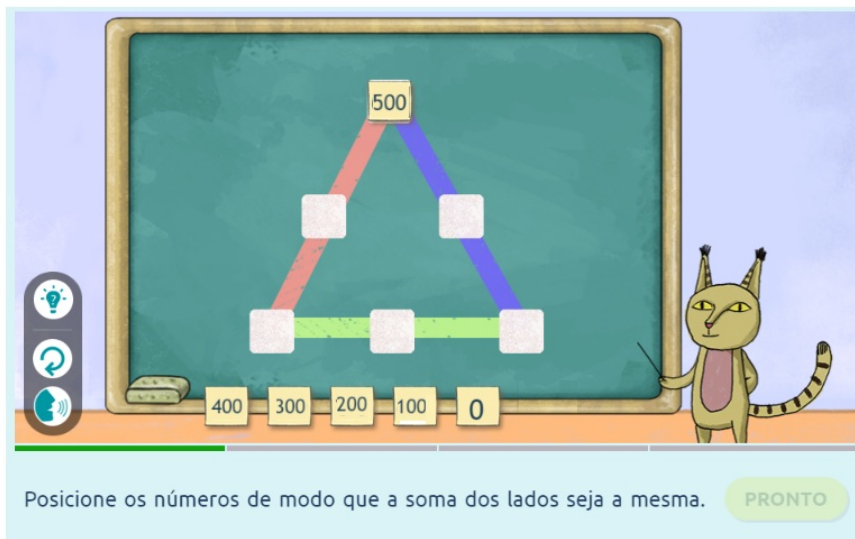 500
400 300 200 100 0
Posicione os números de modo que a soma dos lados seja a mesma. PRONTO